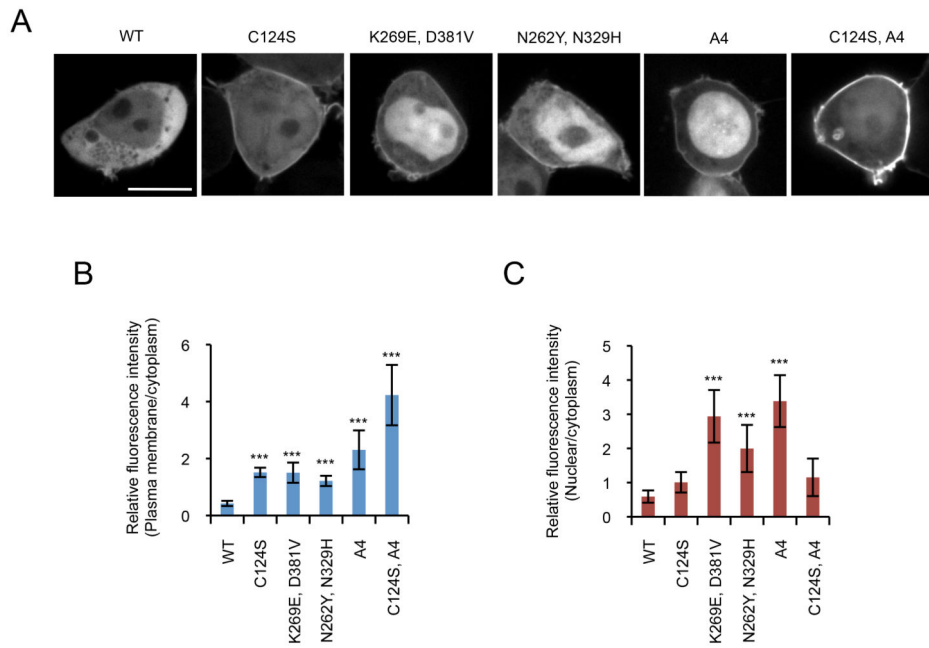 A
WT
C124S
K269E, D381V
N262Y, N329H
A4
C124S, A4
B
Relative fluorescence intensity
(Plasma membrane/cytoplasm)
6
4
2
0
***
***
***
***
***
WT
C124S
K269E, D381V
N262Y, N329H
A4
C124S, A4
C
Relative fluorescence intensity
(Nuclear/cytoplasm)
5
4
3
2
1
0
***
***
***
WT
C124S
K269E, D381V
N262Y, N329H
A4
C124S, A4